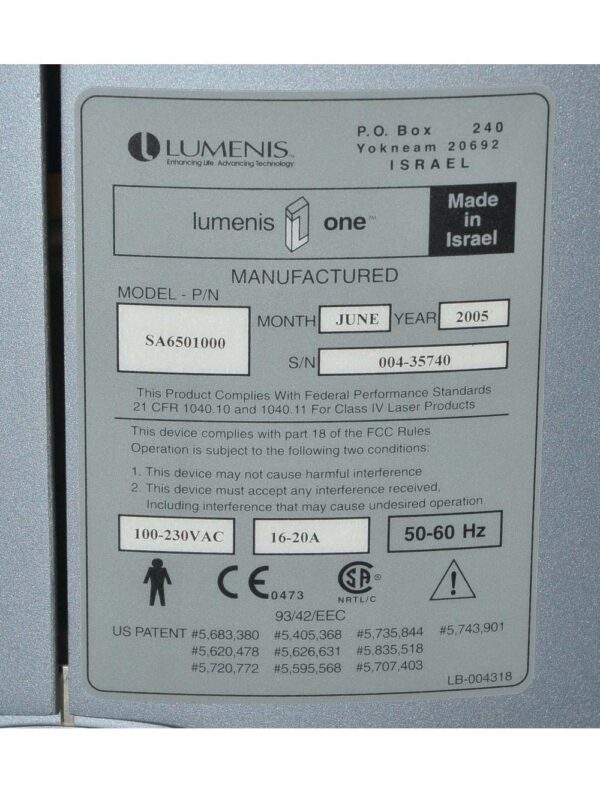 LUMENIS™
Enhancing Life. Advancing Technology.
P.O. Box 240
Yokneam 20692
ISRAEL
lumenis one™
Made
in
Israel
MANUFACTURED
MODEL - P/N
SA6501000
MONTH JUNE YEAR 2005
S/N 004-35740
This Product Complies With Federal Performance Standards
21 CFR 1040.10 and 1040.11 For Class IV Laser Products
This device complies with part 18 of the FCC Rules
Operation is subject to the following two conditions:
1. This device may not cause harmful interference
2. This device must accept any interference received,
Including interference that may cause undesired operation.
100-230VAC 16-20A 50-60 Hz
CE 0473
SA®
NRTL/C
93/42/EEC
US PATENT #5,683,380 #5,405,368 #5,735,844 #5,743,901
#5,620,478 #5,626,631 #5,835,518
#5,720,772 #5,595,568 #5,707,403
LB-004318